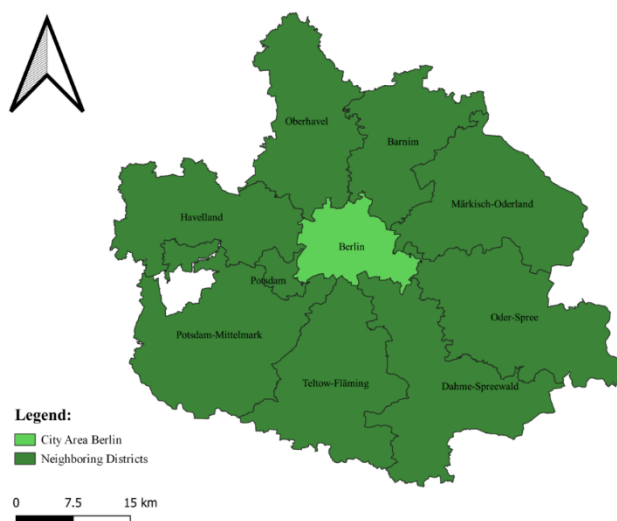 Oberhavel
Barnim
Märkisch-Oderland
Havelland
Berlin
Potsdam
Oder-Spree
Potsdam-Mittelmark
Teltow-Fläming
Dahme-Spreewald
Legend:
City Area Berlin
Neighboring Districts
0 7.5 15 km